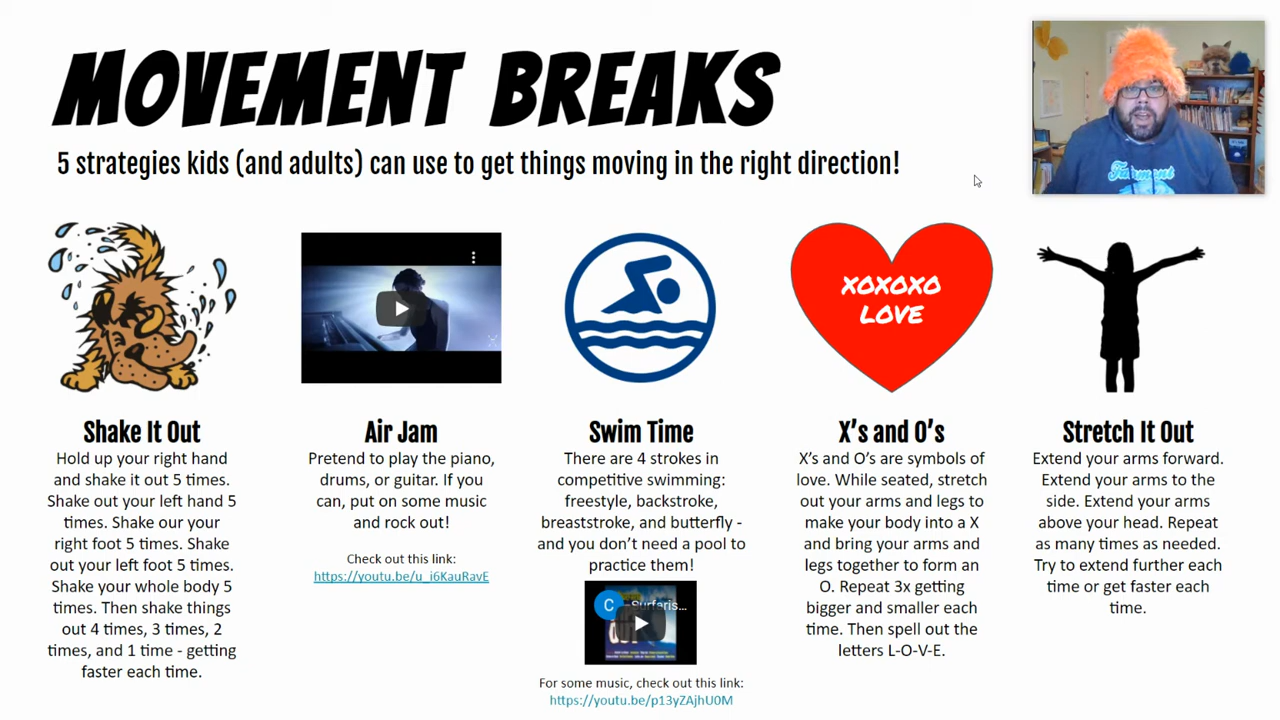 MOVEMENT BREAKS
5 strategies kids (and adults) can use to get things moving in the right direction!
XOXOXO
LOVE
Shake It Out
Hold up your right hand
and shake it out 5 times.
Shake out your left hand 5
times. Shake our your
right foot 5 times. Shake
out your left foot 5 times.
Shake your whole body 5
times. Then shake things
out 4 times, 3 times, 2
times, and 1 time - getting
faster each time.
Air Jam
Pretend to play the piano,
drums, or guitar. If you
can, put on some music
and rock out!
Check out this link:
https://youtu.be/u_i6KauRavE
Swim Time
There are 4 strokes in
competitive swimming:
freestyle, backstroke,
breaststroke, and butterfly -
and you don't need a pool to
practice them!
C Surfaris...
For some music, check out this link:
https://youtu.be/p13yZAjhU0M
X's and O's
X's and O's are symbols of
love. While seated, stretch
out your arms and legs to
make your body into a X
and bring your arms and
legs together to form an
O. Repeat 3x getting
bigger and smaller each
time. Then spell out the
letters L-O-V-E.
Stretch It Out
Extend your arms forward.
Extend your arms to the
side. Extend your arms
above your head. Repeat
as many times as needed.
Try to extend further each
time or get faster each
time.